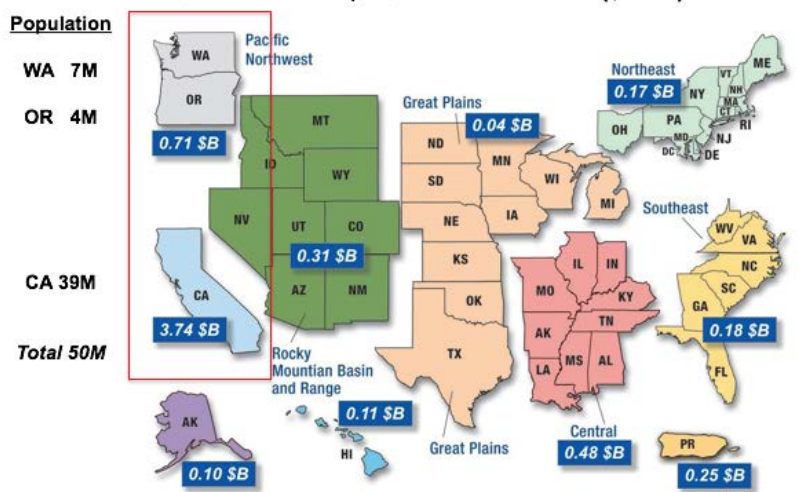 Population
WA 7M
OR 4M
CA 39M
Total 50M
Pacific
Northwest
WA
OR
0.71 $B
CA
3.74 $B
MT
ID
WY
NV
UT
CO
AZ
NM
0.31 $B
Rocky
Mountian Basin
and Range
Great Plains
0.04 $B
ND
MN
SD
WI
MI
NE
IA
KS
OK
TX
Great Plains
Northeast
0.17 $B
ME
VT
NH
NY
MA
CT
RI
PA
OH
NJ
MD
DE
DC
Southeast
WV
VA
NC
SC
GA
0.18 $B
FL
IL
IN
MO
KY
TN
AK
MS
AL
LA
Central
0.48 $B
AK
0.10 $B
0.11 $B
HI
PR
0.25 $B